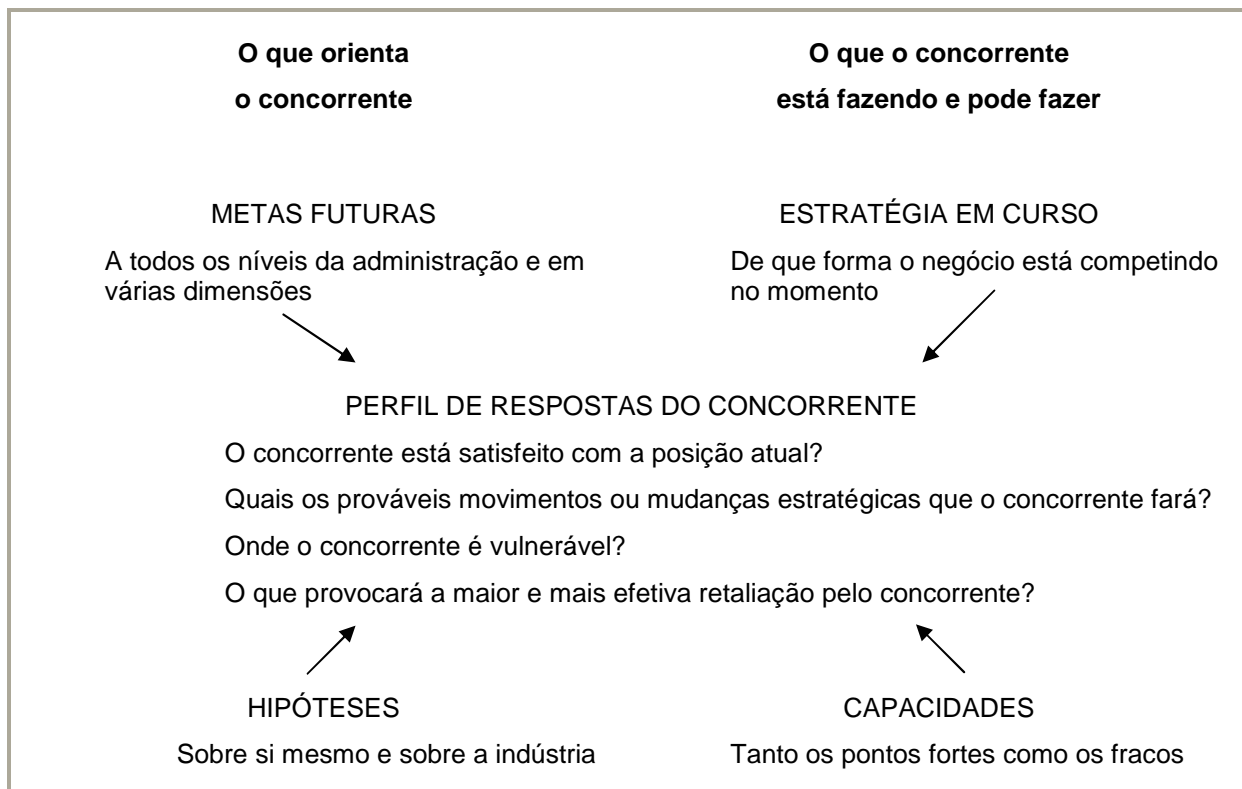 O que orienta
o concorrente
O que o concorrente
está fazendo e pode fazer
METAS FUTURAS
A todos os níveis da administração e em
várias dimensões
ESTRATÉGIA EM CURSO
De que forma o negócio está competindo
no momento
PERFIL DE RESPOSTAS DO CONCORRENTE
O concorrente está satisfeito com a posição atual?
Quais os prováveis movimentos ou mudanças estratégicas que o concorrente fará?
Onde o concorrente é vulnerável?
O que provocará a maior e mais efetiva retaliação pelo concorrente?
HIPÓTESES
Sobre si mesmo e sobre a indústria
CAPACIDADES
Tanto os pontos fortes como os fracos